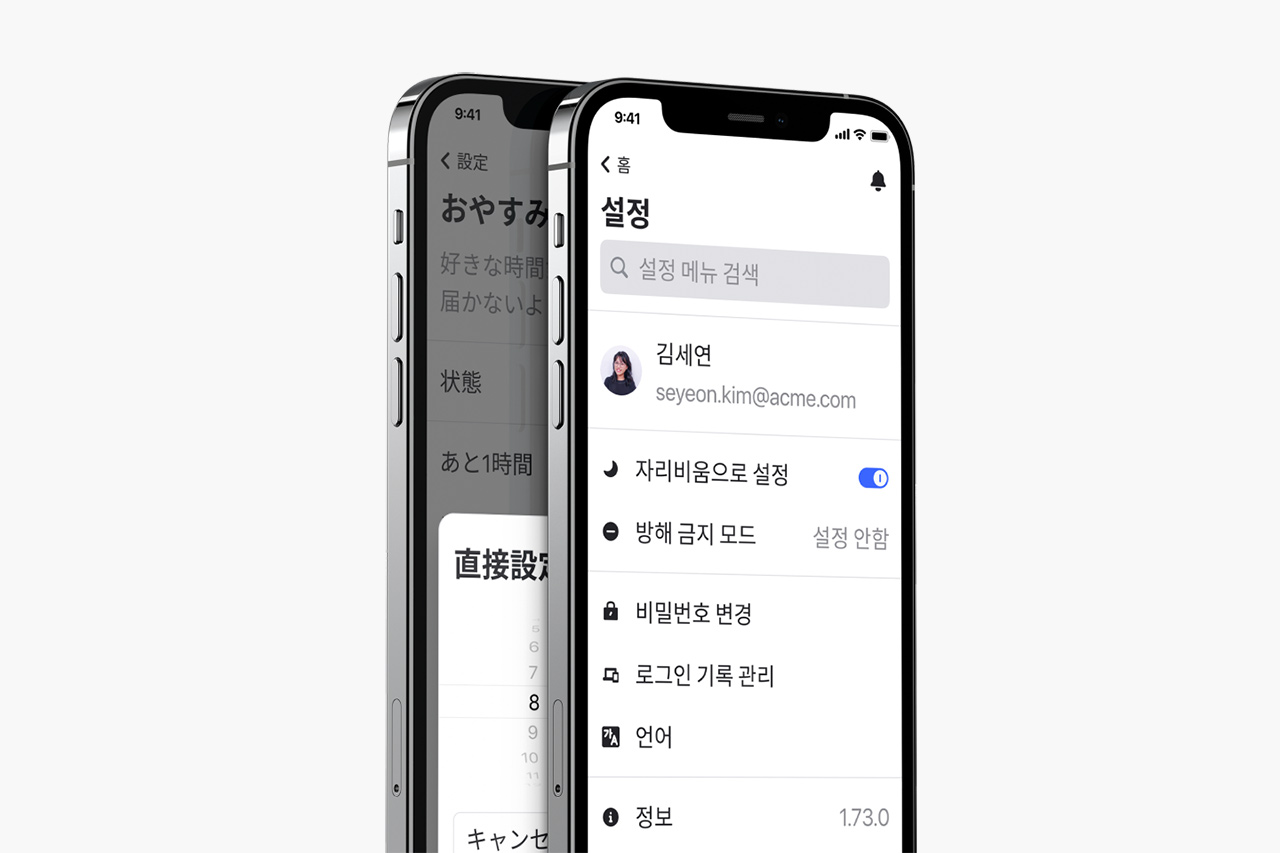 9:41
設定
おやすみ
好きな時間
届かないよ
状態
あと1時間
直接設定
5
6
7
8
9
10
11
キャンセ
9:41
홈
설정
설정 메뉴 검색
김세연
seyeon.kim@acme.com
자리비움으로 설정
방해 금지 모드
설정 안함
비밀번호 변경
로그인 기록 관리
가A
언어
정보
1.73.0